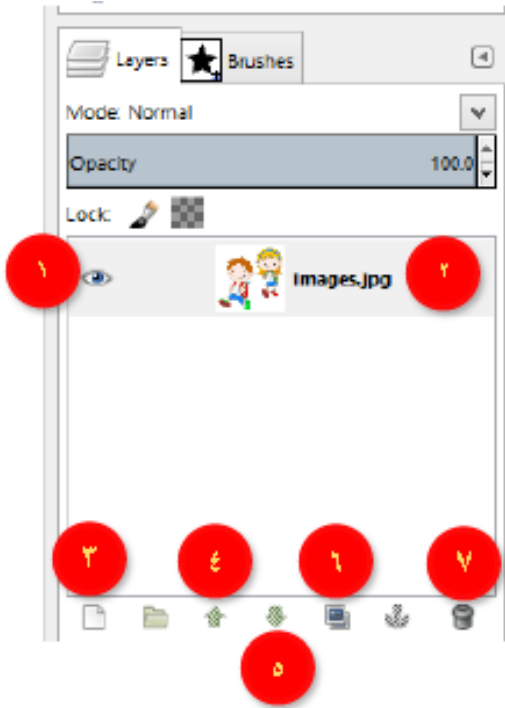 Layers Brushes
Mode: Normal
Opacity 100.0
Lock:
١ images.jpg ٢
٣ ٤ ٦ ٧
٥